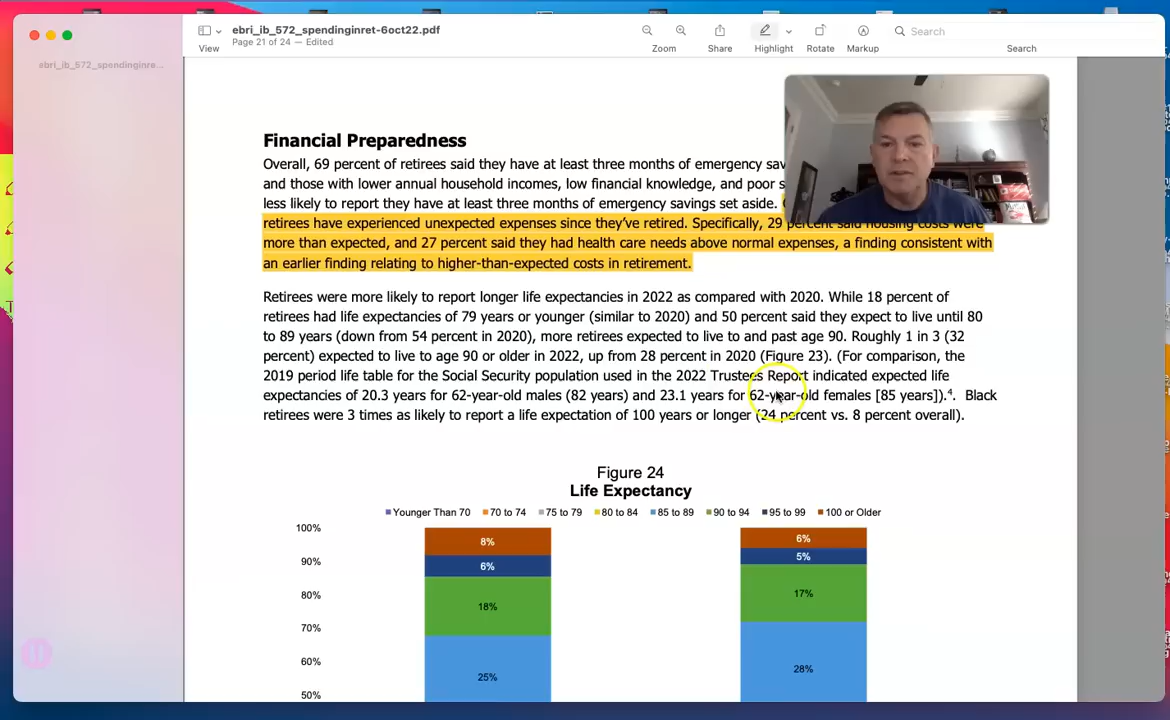 ebri_ib_572_spendinginret-6oct22.pdf
Page 21 of 24 — Edited
View
Zoom
Share
Highlight
Rotate
Markup
Search
Search
ebri_ib_572_spendinginre...
Financial Preparedness
Overall, 69 percent of retirees said they have at least three months of emergency
and those with lower annual household incomes, low financial knowledge, and poor
less likely to report they have at least three months of emergency savings set aside.
retirees have experienced unexpected expenses since they've retired. Specifically, 29 percent said housing costs were
more than expected, and 27 percent said they had health care needs above normal expenses, a finding consistent with
an earlier finding relating to higher-than-expected costs in retirement.
Retirees were more likely to report longer life expectancies in 2022 as compared with 2020. While 18 percent of
retirees had life expectancies of 79 years or younger (similar to 2020) and 50 percent said they expect to live until 80
to 89 years (down from 54 percent in 2020), more retirees expected to live to and past age 90. Roughly 1 in 3 (32
percent) expected to live to age 90 or older in 2022, up from 28 percent in 2020 (Figure 23). (For comparison, the
2019 period life table for the Social Security population used in the 2022 Trustees Report indicated expected life
expectancies of 20.3 years for 62-year-old males (82 years) and 23.1 years for 62-year-old females [85 years]).⁴. Black
retirees were 3 times as likely to report a life expectation of 100 years or longer (24 percent vs. 8 percent overall).
Figure 24
Life Expectancy
Younger Than 70 70 to 74 75 to 79 80 to 84 85 to 89 90 to 94 95 to 99 100 or Older
100%
8%
6%
90%
6%
5%
80%
18%
17%
70%
60%
25%
28%
50%